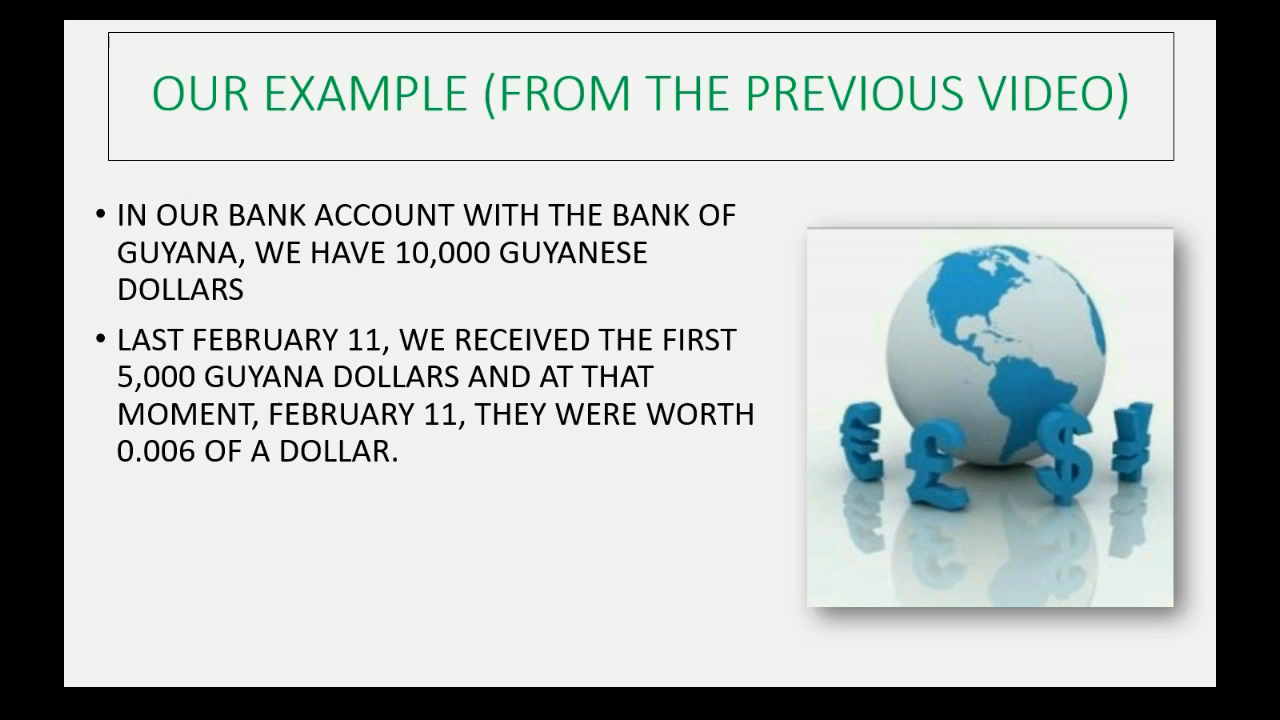 OUR EXAMPLE (FROM THE PREVIOUS VIDEO)
• IN OUR BANK ACCOUNT WITH THE BANK OF
GUYANA, WE HAVE 10,000 GUYANESE
DOLLARS
• LAST FEBRUARY 11, WE RECEIVED THE FIRST
5,000 GUYANA DOLLARS AND AT THAT
MOMENT, FEBRUARY 11, THEY WERE WORTH
0.006 OF A DOLLAR.
€ £ $ ¥